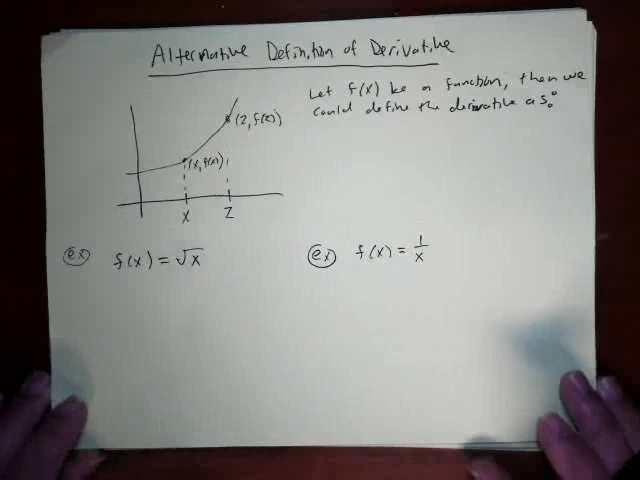 Alternative Definition of Derivative
Let f(x) be a function, then we
could define the derivative as:
(z, f(z))
(x, f(x))
x z
ex f(x) = √x
ex f(x) = 1/x